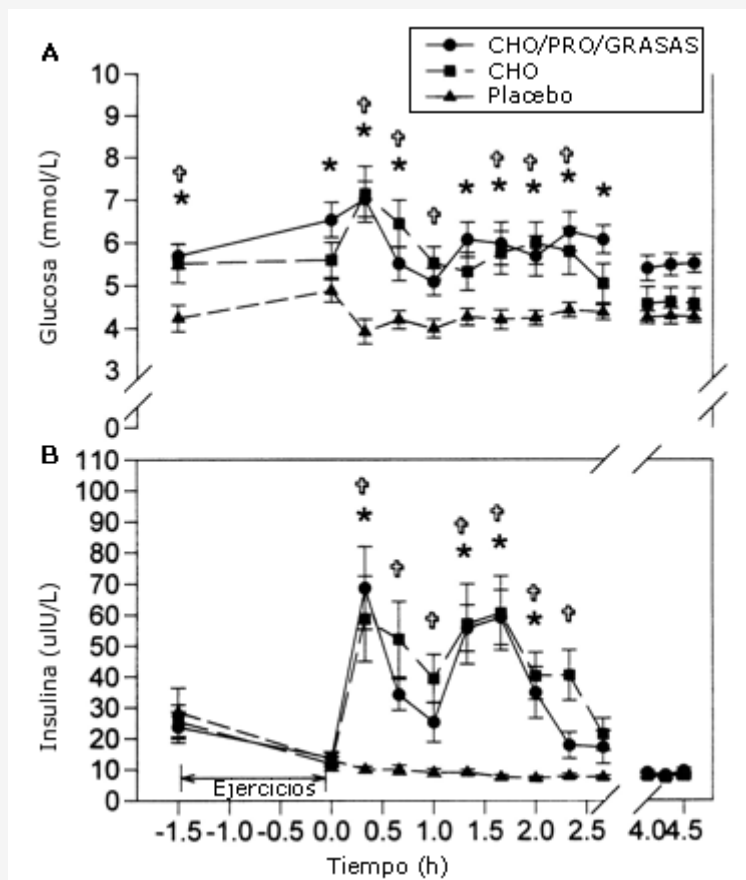 A
CHO/PRO/GRASAS
CHO
Placebo
Glucosa (mmol/L)
10
9
8
7
6
5
4
3
0
B
Insulina (uIU/L)
110
100
90
80
70
60
50
40
30
20
10
0
Ejercicios
-1.5 -1.0 -0.5 0.0 0.5 1.0 1.5 2.0 2.5 4.0 4.5
Tiempo (h)